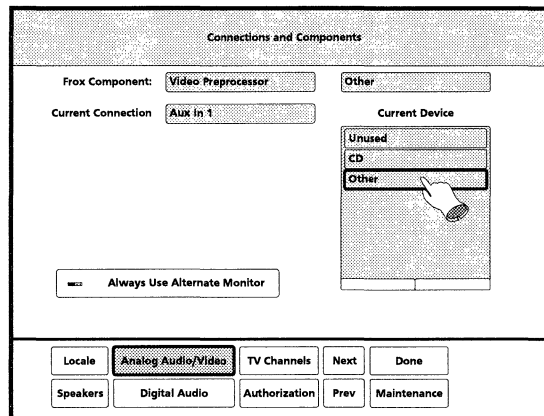 Connections and Components
Frox Component: Video Preprocessor Other
Current Connection Aux In 1 Current Device
Unused
CD
Other
Always Use Alternate Monitor
Locale Analog Audio/Video TV Channels Next Done
Speakers Digital Audio Authorization Prev Maintenance